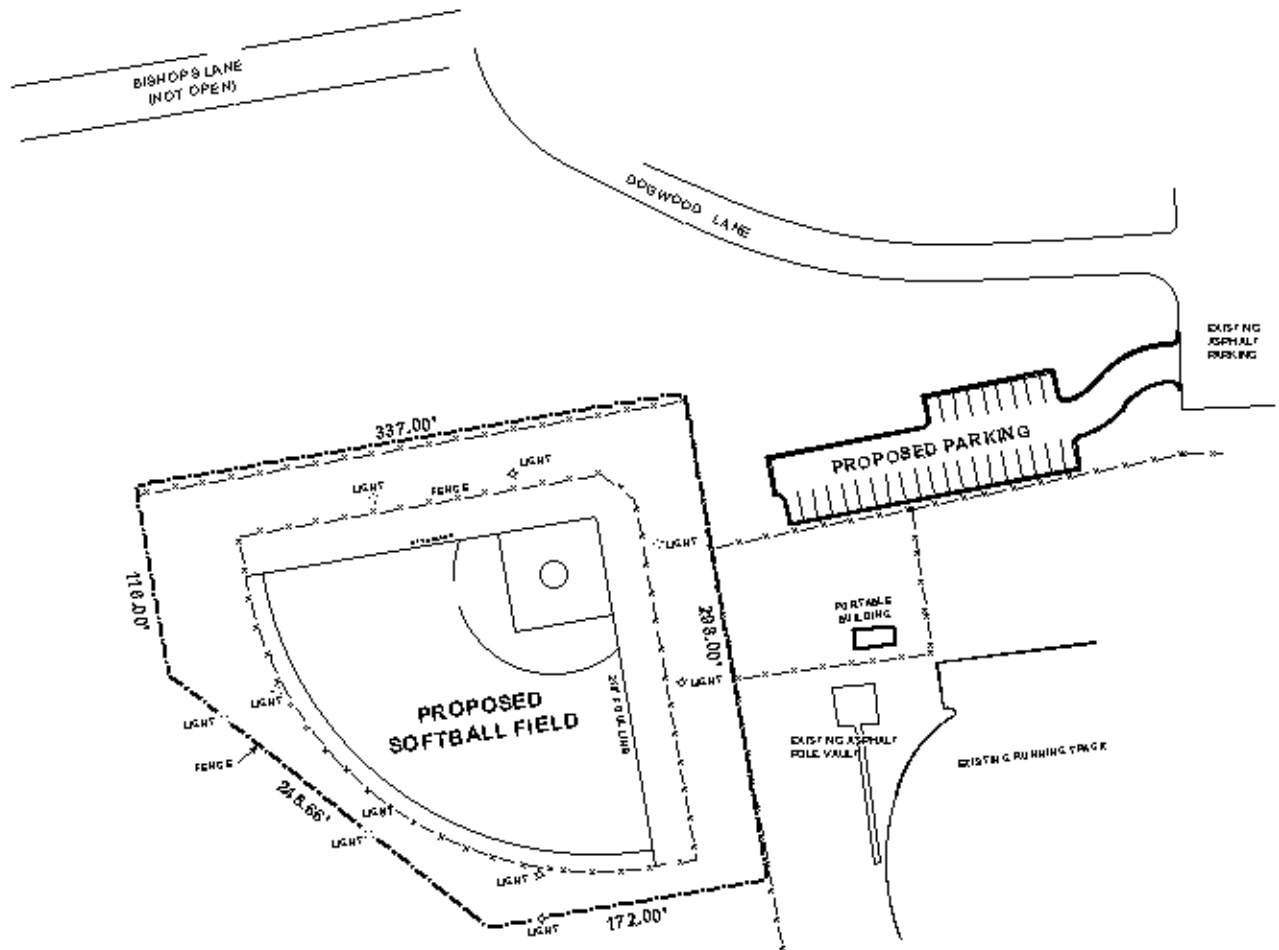 BISHOPS LANE
(NOT OPEN)
DOGWOOD LANE
EXISTING
ASPHALT
PARKING
337.00'
PROPOSED PARKING
LIGHT
LIGHT
FENCE
LIGHT
116.00'
298.00'
PORTABLE
BUILDING
LIGHT
LIGHT
LIGHT
PROPOSED
SOFTBALL FIELD
FOUL LINE
EXISTING ASPHALT
POLE VAULT
EXISTING RUNNING TRACK
FENCE
248.66'
LIGHT
LIGHT
LIGHT
LIGHT
172.00'